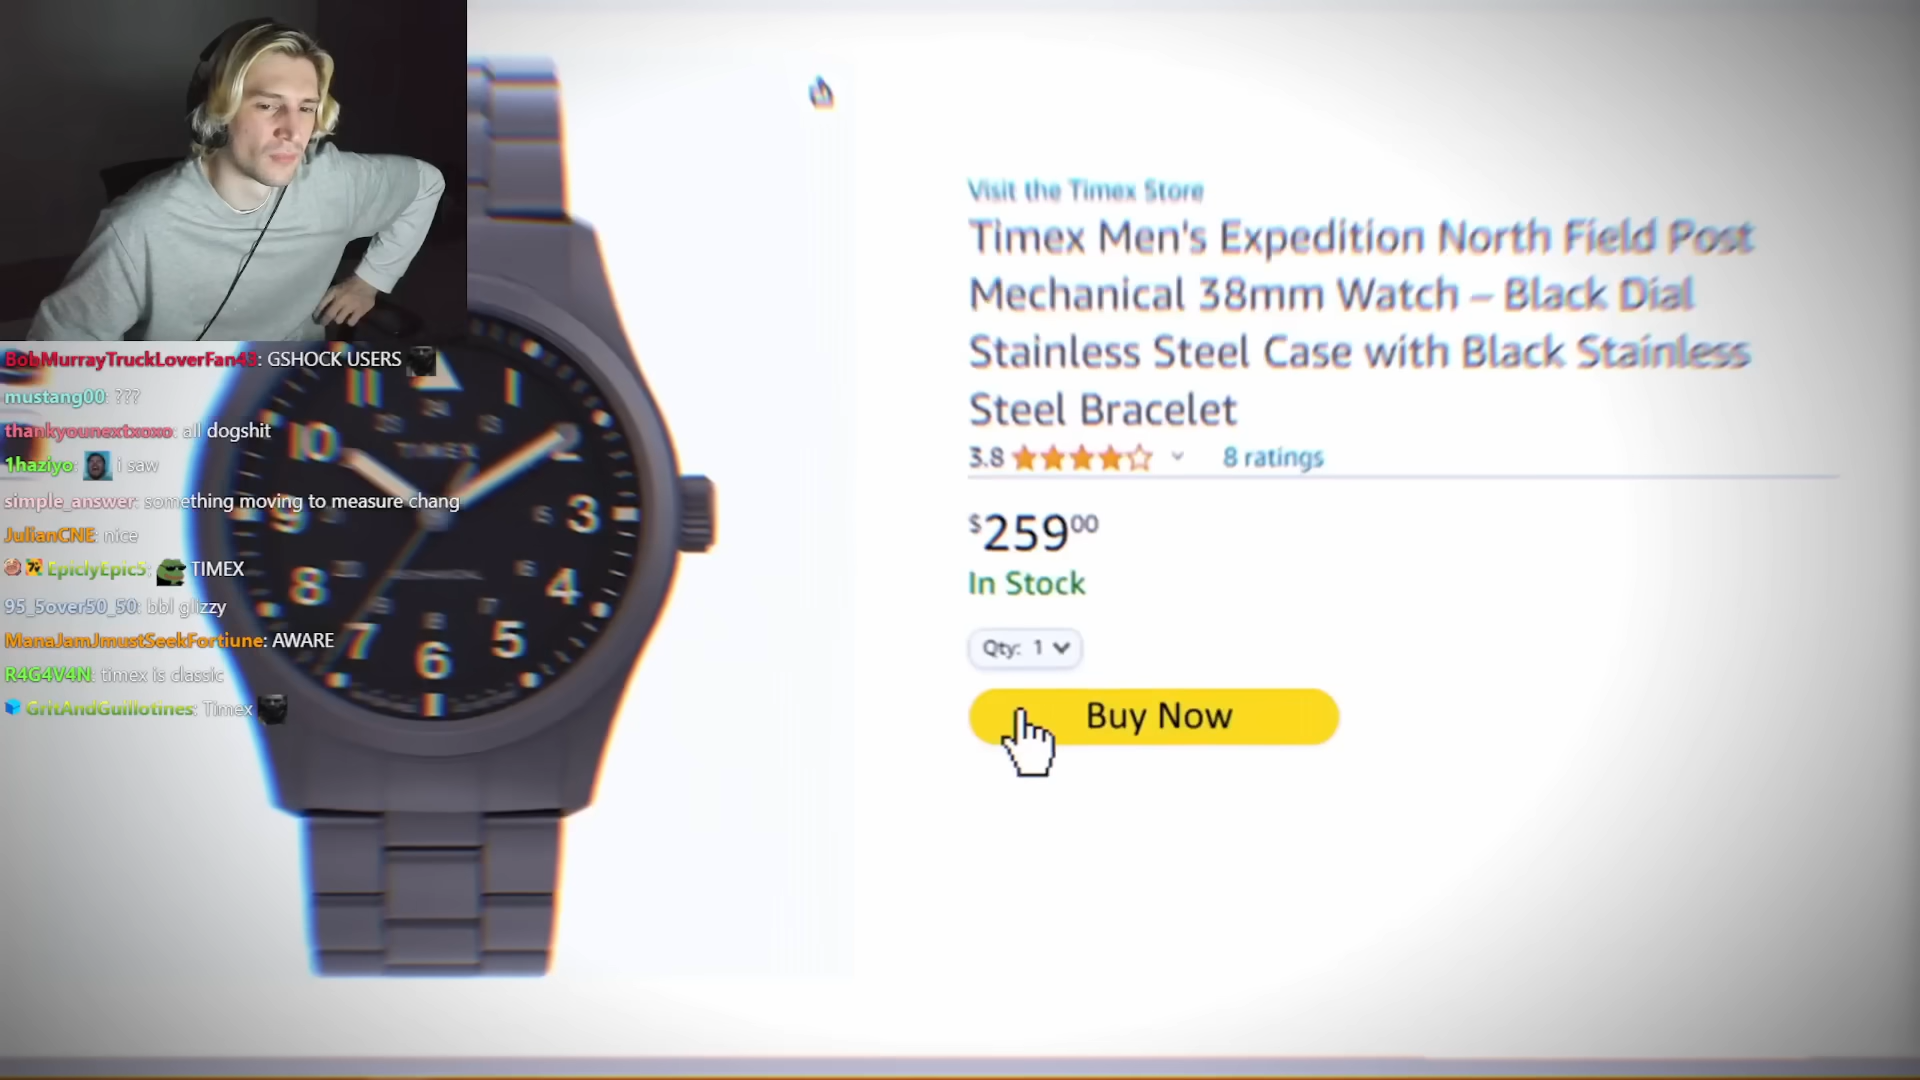 Visit the Timex Store
Timex Men's Expedition North Field Post
Mechanical 38mm Watch – Black Dial
Stainless Steel Case with Black Stainless
Steel Bracelet
3.8 8 ratings
$259.00
In Stock
Qty: 1
Buy Now
BobMurrayTruckLoverFan43: GSHOCK USERS
mustang00: ???
thankyounextxoxo: all dogshit
1haziyo: i saw
simple_answer: something moving to measure chang
JulianCNE: nice
EpiclyEpic5: TIMEX
95_5over50_50: bbl glizzy
ManaJamJmustSeekFortiune: AWARE
R4G4V4N: timex is classic
GritAndGuillotines: Timex
TIMEX
24
10
2
9
3
8
4
7
6
5